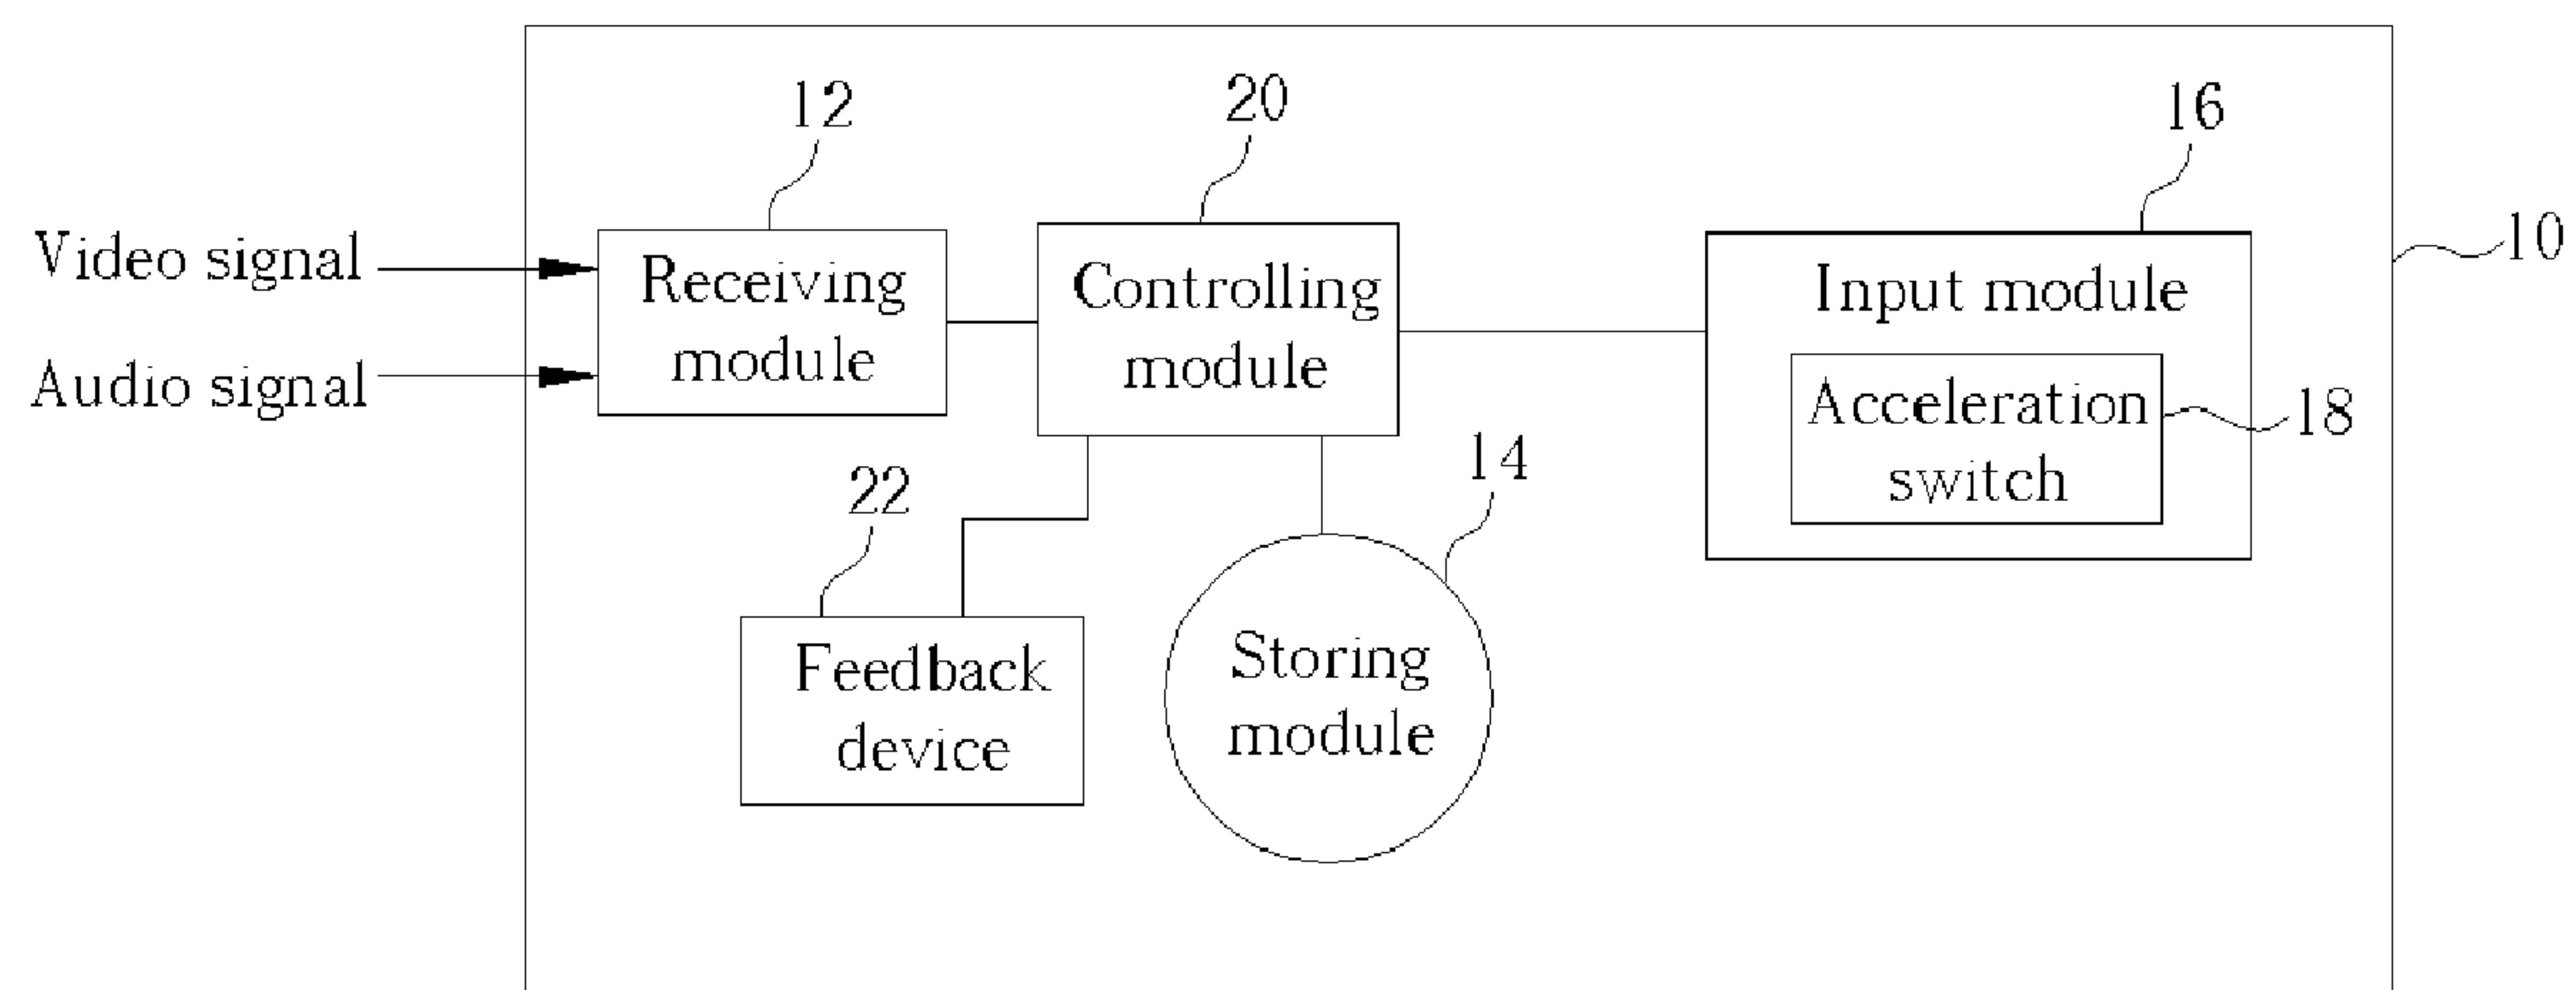 12
20
16
10
Video signal
Audio signal
Receiving
module
Controlling
module
Input module
Acceleration
switch
18
22
14
Feedback
device
Storing
module